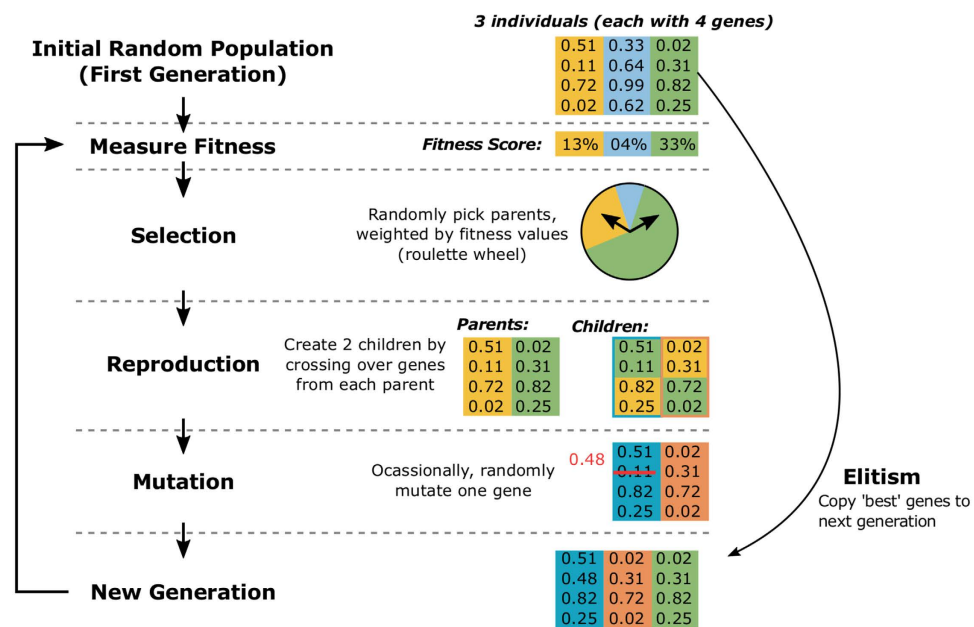 3 individuals (each with 4 genes)
Initial Random Population
(First Generation)
0.51 0.33 0.02
0.11 0.64 0.31
0.72 0.99 0.82
0.02 0.62 0.25
Measure Fitness
Fitness Score:
13% 04% 33%
Selection
Randomly pick parents,
weighted by fitness values
(roulette wheel)
Reproduction
Create 2 children by
crossing over genes
from each parent
Parents:
0.51 0.02
0.11 0.31
0.72 0.82
0.02 0.25
Children:
0.51 0.02
0.11 0.31
0.82 0.72
0.25 0.02
Mutation
Ocassionally, randomly
mutate one gene
0.48
0.51 0.02
0.11 0.31
0.82 0.72
0.25 0.02
Elitism
Copy 'best' genes to
next generation
New Generation
0.51 0.02 0.02
0.48 0.31 0.31
0.82 0.72 0.82
0.25 0.02 0.25